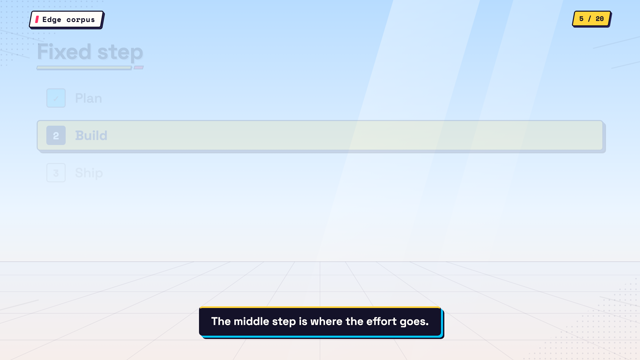 Edge corpus
5 / 20
Fixed step
Plan
2 Build
3 Ship
The middle step is where the effort goes.